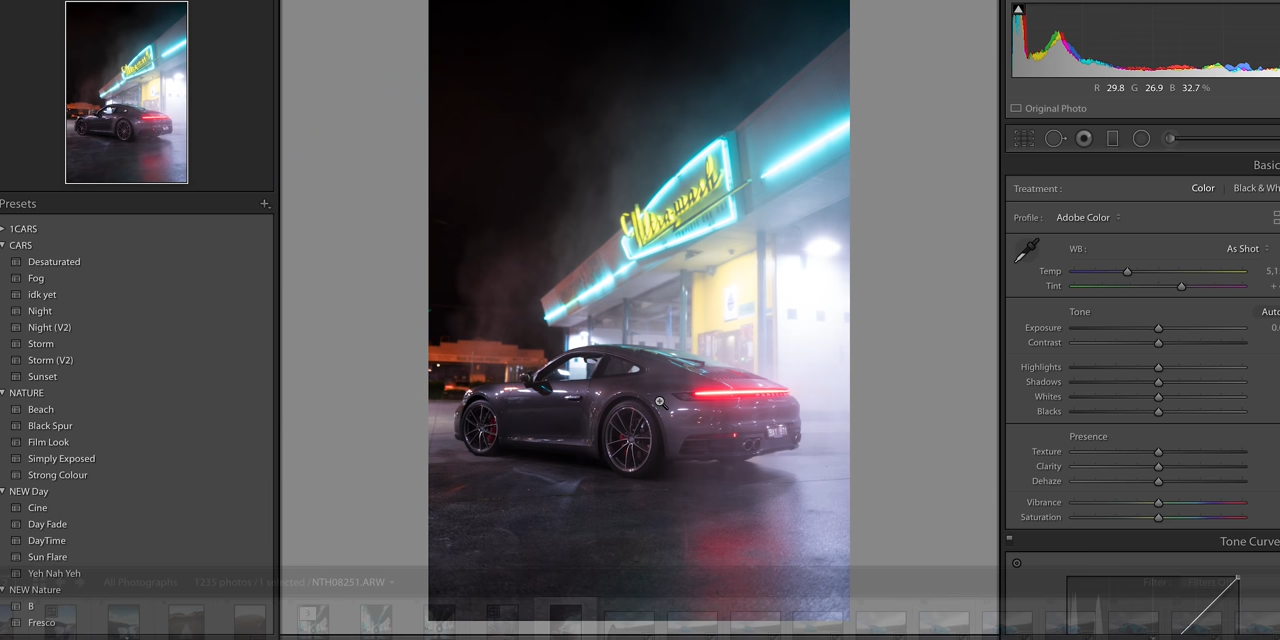 Presets
1CARS
CARS
Desaturated
Fog
idk yet
Night
Night (V2)
Storm
Storm (V2)
Sunset
NATURE
Beach
Black Spur
Film Look
Simply Exposed
Strong Colour
NEW Day
Cine
Day Fade
DayTime
Sun Flare
Yeh Nah Yeh
NEW Nature
B
Fresco
All Photographs 1235 photos / 1 selected / NTH08251.ARW
R 29.8 G 26.9 B 32.7 %
Original Photo
Basic
Treatment : Color Black & Wh
Profile : Adobe Color
WB : As Shot
Temp 5,1
Tint
Tone Auto
Exposure 0,
Contrast
Highlights
Shadows
Whites
Blacks
Presence
Texture
Clarity
Dehaze
Vibrance
Saturation
Tone Curve
Filter :